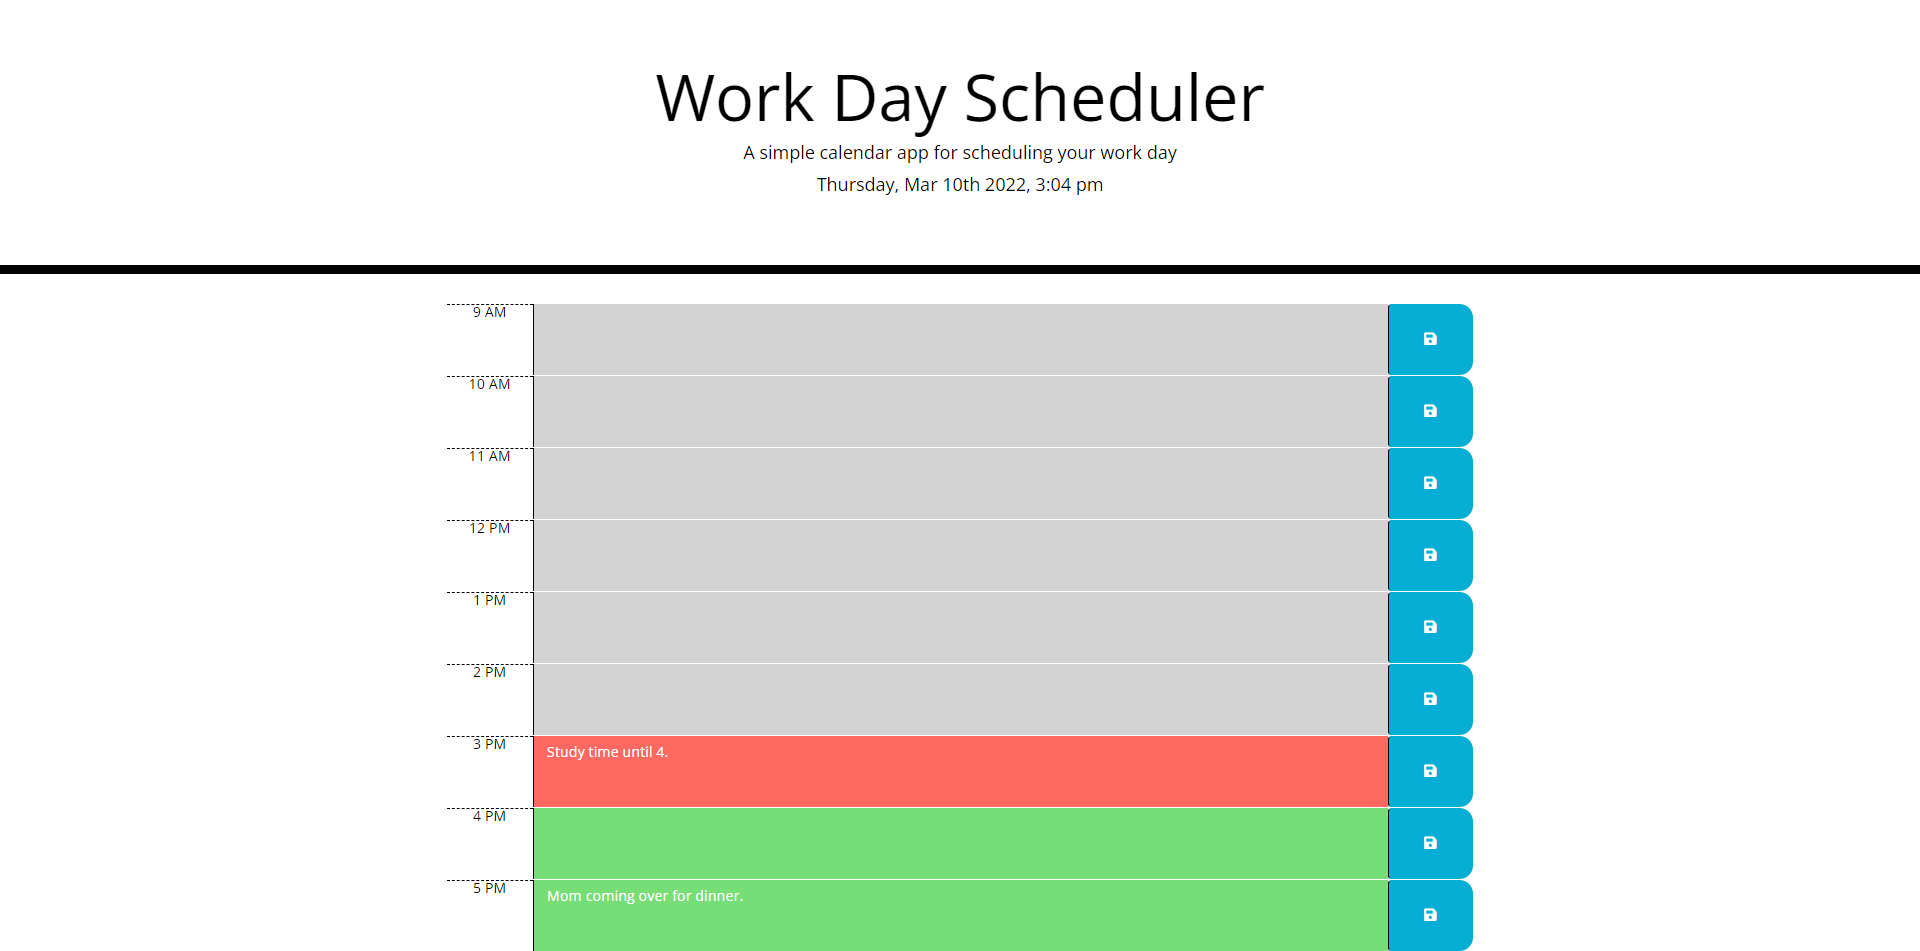 Work Day Scheduler
A simple calendar app for scheduling your work day
Thursday, Mar 10th 2022, 3:04 pm
9 AM
10 AM
11 AM
12 PM
1 PM
2 PM
3 PM
Study time until 4.
4 PM
5 PM
Mom coming over for dinner.